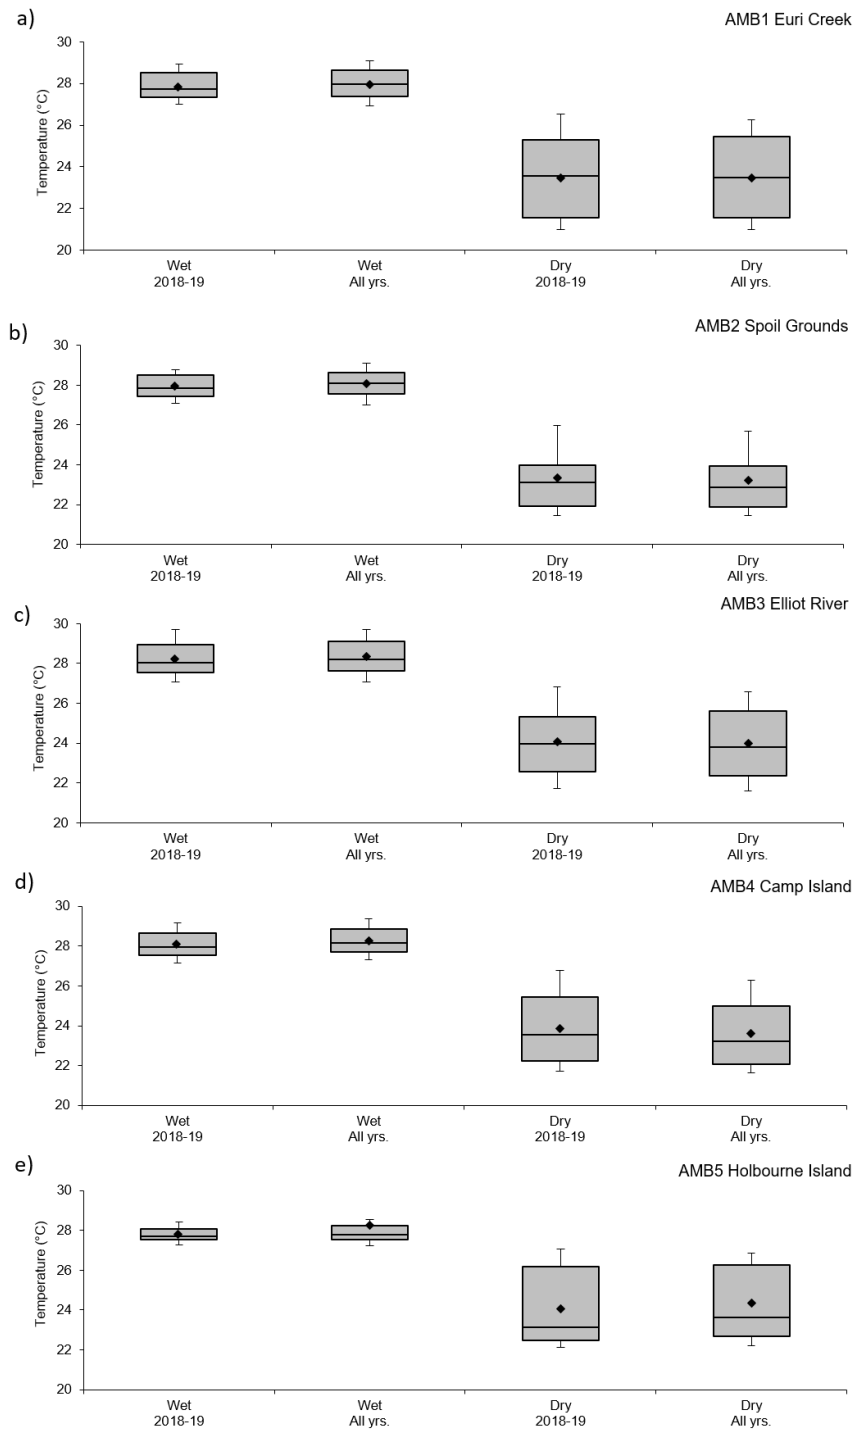 a)
AMB1 Euri Creek
30
28
26
24
22
20
Temperature (°C)
Wet
2018-19
Wet
All yrs.
Dry
2018-19
Dry
All yrs.
b)
AMB2 Spoil Grounds
30
28
26
24
22
20
Temperature (°C)
Wet
2018-19
Wet
All yrs.
Dry
2018-19
Dry
All yrs.
c)
AMB3 Elliot River
30
28
26
24
22
20
Temperature (°C)
Wet
2018-19
Wet
All yrs.
Dry
2018-19
Dry
All yrs.
d)
AMB4 Camp Island
30
28
26
24
22
20
Temperature (°C)
Wet
2018-19
Wet
All yrs.
Dry
2018-19
Dry
All yrs.
e)
AMB5 Holbourne Island
30
28
26
24
22
20
Temperature (°C)
Wet
2018-19
Wet
All yrs.
Dry
2018-19
Dry
All yrs.